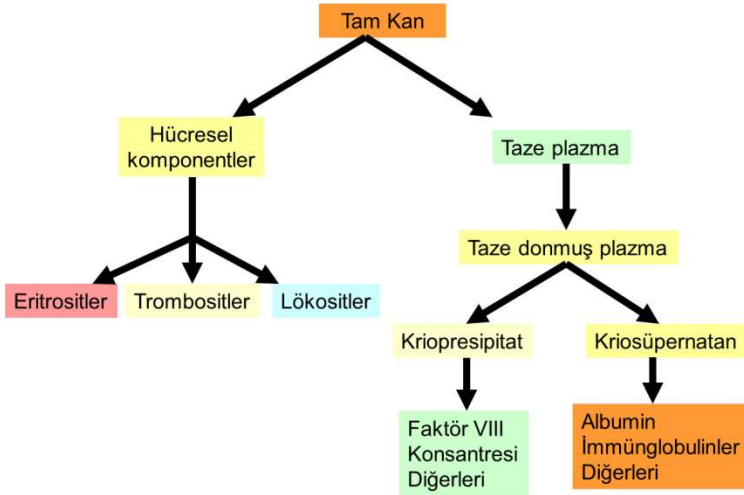 Tam Kan
Hücresel
komponentler
Taze plazma
Taze donmuş plazma
Eritrositler
Trombositler
Lökositler
Kriopresipitat
Kriosüpernatan
Faktör VIII
Konsantresi
Diğerleri
Albumin
İmmünglobulinler
Diğerleri